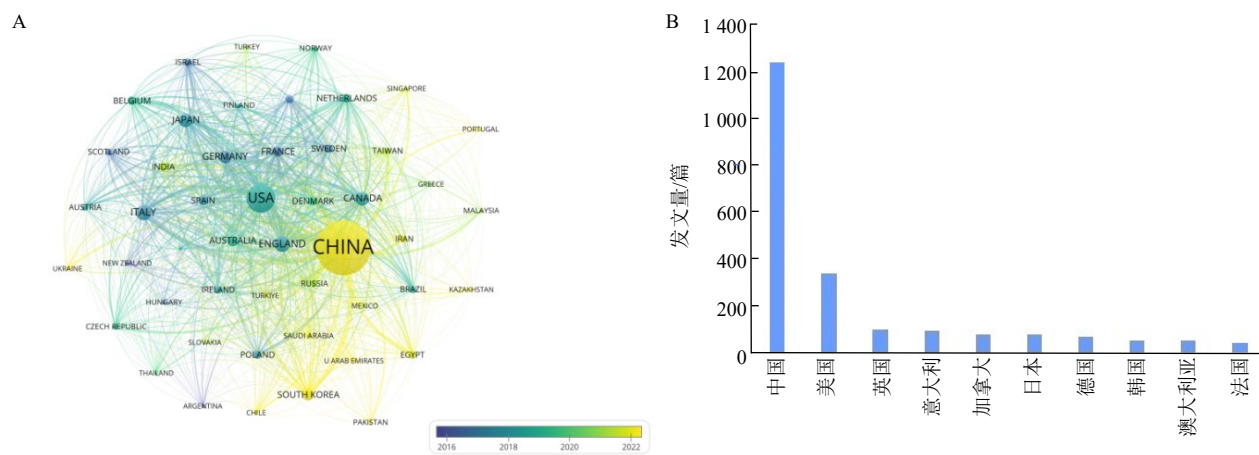 A
TURKEY
NORWAY
ISRAEL
SINGAPORE
BELGIUM
FINLAND
NETHERLANDS
JAPAN
PORTUGAL
SCOTLAND
GERMANY
FRANCE
SWEDEN
TAIWAN
INDIA
GREECE
AUSTRIA
SPAIN
USA
DENMARK
CANADA
ITALY
MALAYSIA
AUSTRALIA
ENGLAND
CHINA
IRAN
UKRAINE
NEW ZEALAND
IRELAND
TURKIYE
RUSSIA
BRAZIL
KAZAKHSTAN
HUNGARY
MEXICO
CZECH REPUBLIC
SLOVAKIA
SAUDI ARABIA
POLAND
U ARAB EMIRATES
EGYPT
THAILAND
SOUTH KOREA
ARGENTINA
CHILE
PAKISTAN
2016
2018
2020
2022
B
发文量/篇
1 400
1 200
1 000
800
600
400
200
0
中国
美国
英国
意大利
加拿大
日本
德国
韩国
澳大利亚
法国